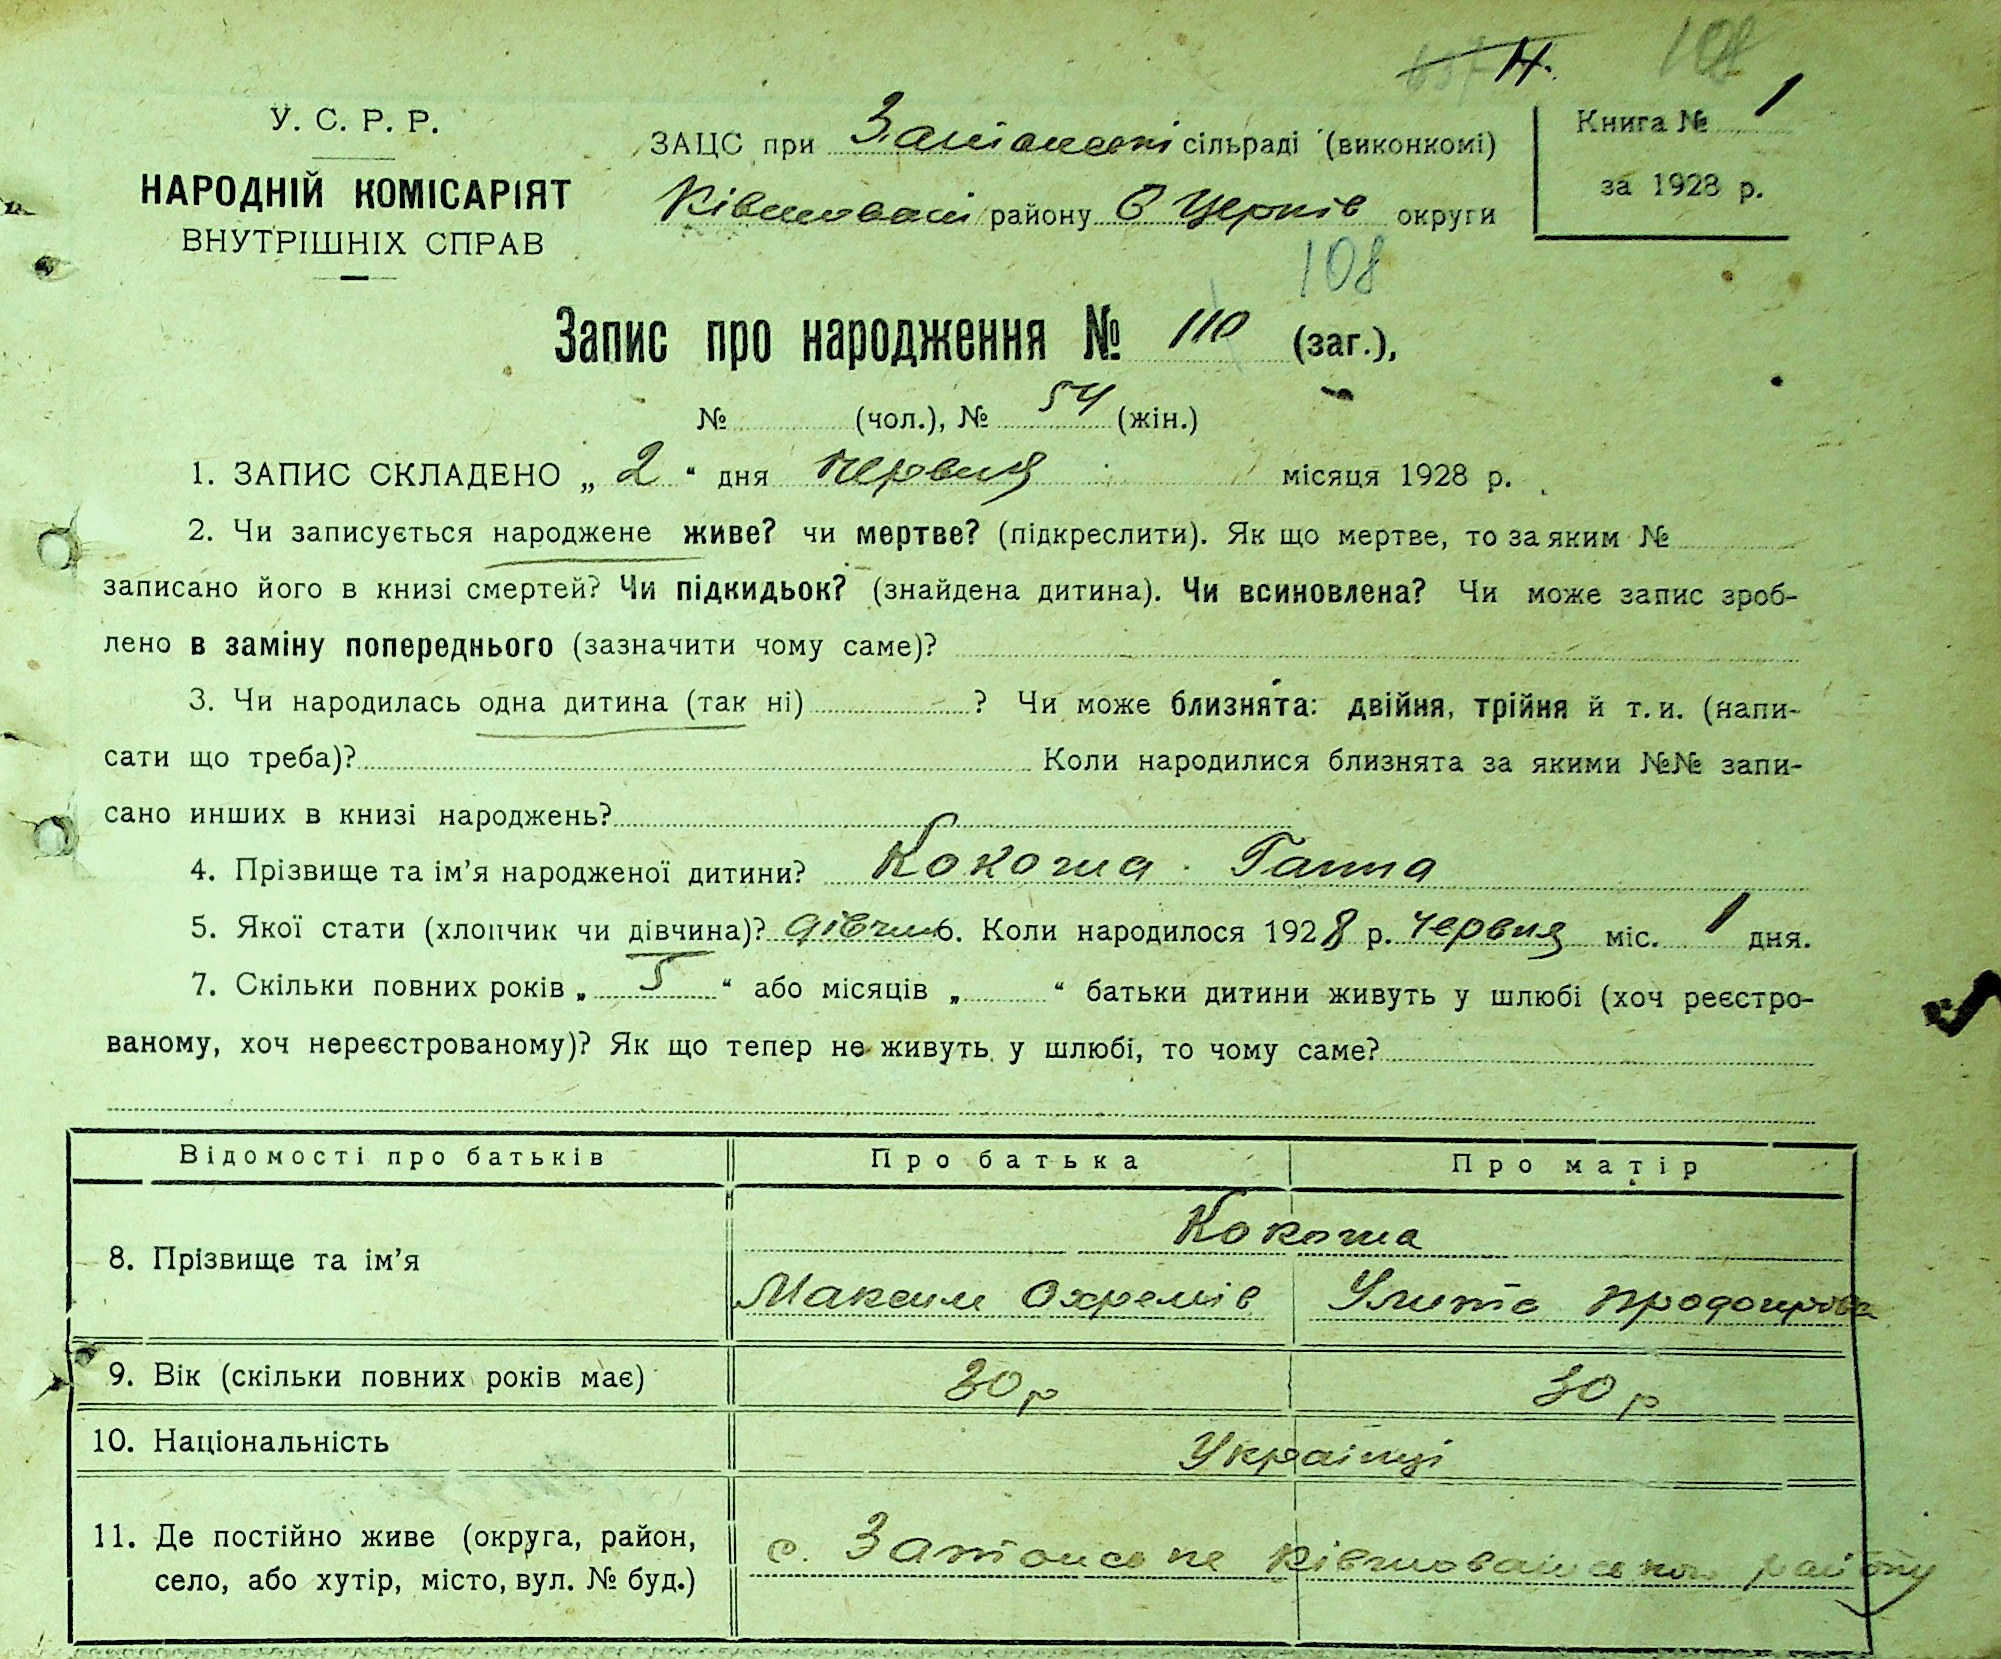 108
У. С. Р. Р.
НАРОДНІЙ КОМІСАРІЯТ
ВНУТРІШНІХ СПРАВ
ЗАЦС при сільраді (виконкомі)
району Б Церків округи
Книга № 1
за 1928 р.
108
Запис про народження № 110 (заг.),
№ (чол.), № 54 (жін.)
1. ЗАПИС СКЛАДЕНО „ 2 “ дня червня місяця 1928 р.
2. Чи записується народжене живе? чи мертве? (підкреслити). Як що мертве, то за яким №
записано його в книзі смертей? Чи підкидьок? (знайдена дитина). Чи всиновлена? Чи може запис зроб-
лено в заміну попереднього (зазначити чому саме)?
3. Чи народилась одна дитина (так ні) ? Чи може близнята: двійня, трійня й т. и. (напи-
сати що треба)? Коли народилися близнята за якими №№ запи-
сано инших в книзі народжень?
4. Прізвище та ім’я народженої дитини? Кокоша Ганна
5. Якої стати (хлопчик чи дівчина)? дівчин 6. Коли народилося 1928 р. червня міс. 1 дня.
7. Скільки повних років „ 5 “ або місяців „ “ батьки дитини живуть у шлюбі (хоч реєстро-
ваному, хоч нереєстрованому)? Як що тепер не живуть у шлюбі, то чому саме?
Відомості про батьків Про батька Про матір
8. Прізвище та ім’я Кокоша
Максим Охремів Улита
9. Вік (скільки повних років має) 30 р 30 р
10. Національність Українці
11. Де постійно живе (округа, район,
село, або хутір, місто, вул. № буд.)
с. району